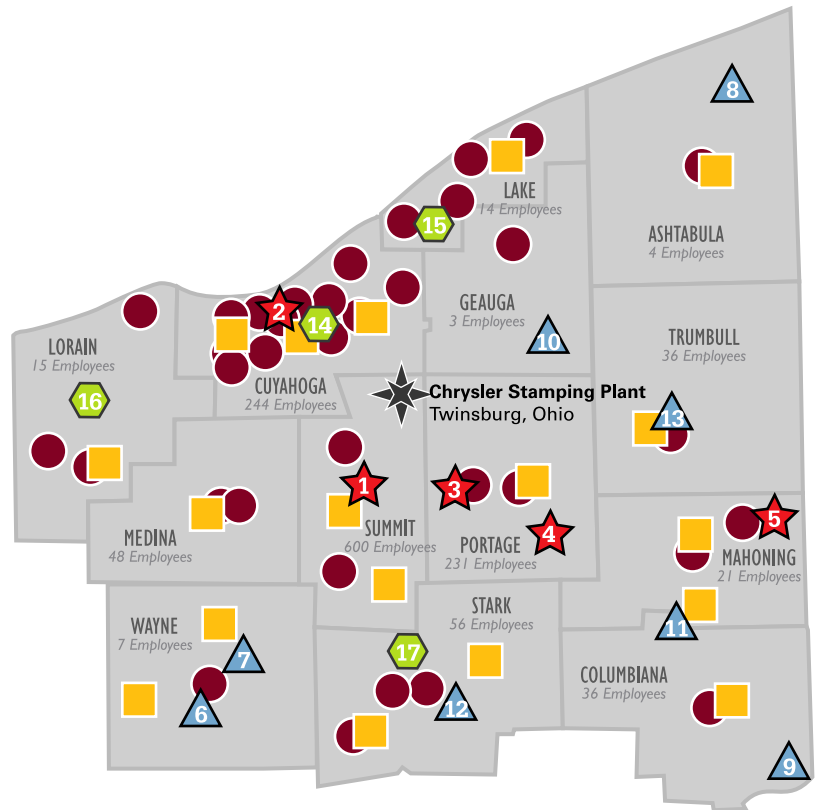 8
LAKE
14 Employees
15
ASHTABULA
4 Employees
GEAUGA
3 Employees
10
2
14
LORAIN
15 Employees
16
TRUMBULL
36 Employees
CUYAHOGA
244 Employees
Chrysler Stamping Plant
Twinsburg, Ohio
13
1
3
4
5
SUMMIT
600 Employees
PORTAGE
231 Employees
MEDINA
48 Employees
MAHONING
21 Employees
WAYNE
7 Employees
7
6
STARK
56 Employees
17
12
11
COLUMBIANA
36 Employees
9